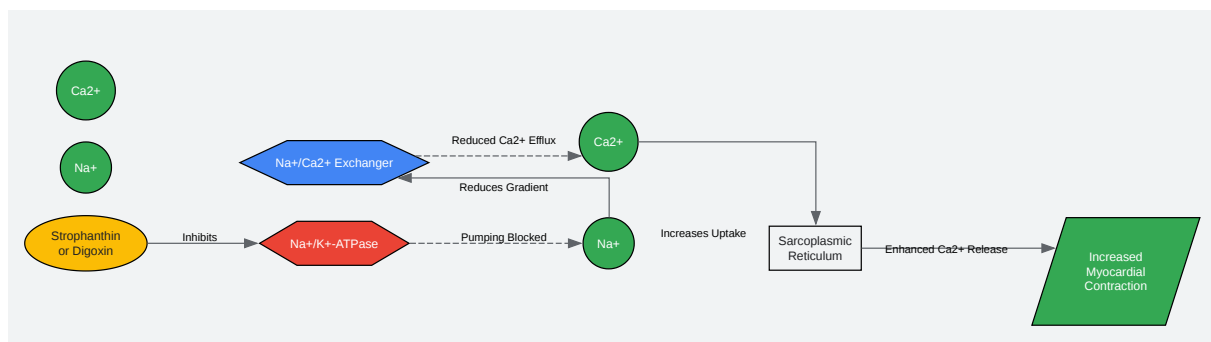 Ca2+
Na+
Strophanthin
or Digoxin
Inhibits
Na+/Ca2+ Exchanger
Na+/K+-ATPase
Reduced Ca2+ Efflux
Reduces Gradient
Pumping Blocked
Ca2+
Na+
Increases Uptake
Sarcoplasmic
Reticulum
Enhanced Ca2+ Release
Increased
Myocardial
Contraction